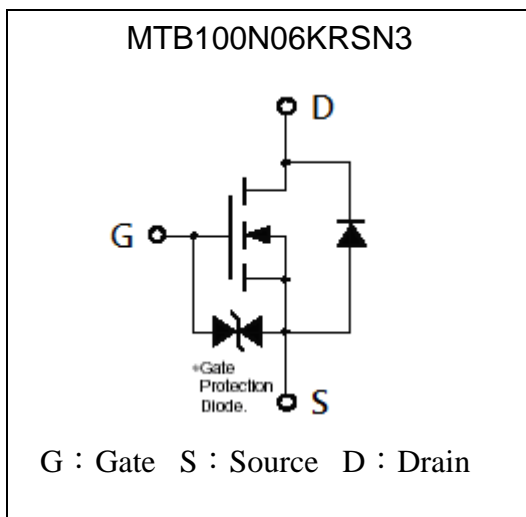 MTB100N06KRSN3
D
G
*Gate
Protection
Diode.
S
G：Gate S：Source D：Drain